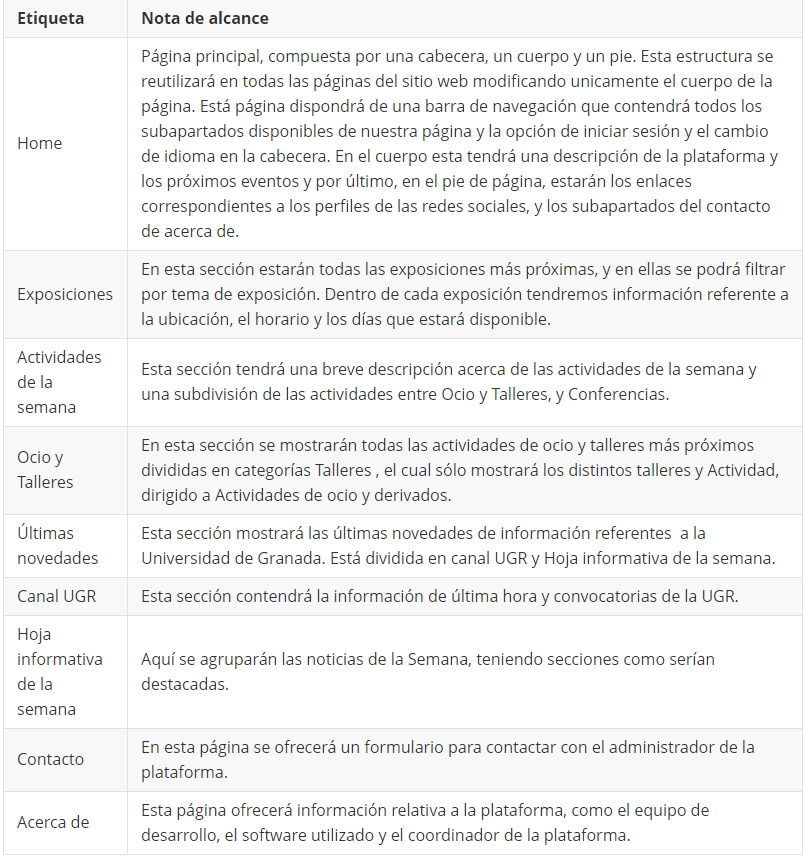 Etiqueta
Nota de alcance
Home
Página principal, compuesta por una cabecera, un cuerpo y un pie. Esta estructura se
reutilizará en todas las páginas del sitio web modificando unicamente el cuerpo de la
página. Está página dispondrá de una barra de navegación que contendrá todos los
subapartados disponibles de nuestra página y la opción de iniciar sesión y el cambio
de idioma en la cabecera. En el cuerpo esta tendrá una descripción de la plataforma y
los próximos eventos y por último, en el pie de página, estarán los enlaces
correspondientes a los perfiles de las redes sociales, y los subapartados del contacto
de acerca de.
Exposiciones
En esta sección estarán todas las exposiciones más próximas, y en ellas se podrá filtrar
por tema de exposición. Dentro de cada exposición tendremos información referente a
la ubicación, el horario y los días que estará disponible.
Actividades
de la
semana
Esta sección tendrá una breve descripción acerca de las actividades de la semana y
una subdivisión de las actividades entre Ocio y Talleres, y Conferencias.
Ocio y
Talleres
En esta sección se mostrarán todas las actividades de ocio y talleres más próximos
divididas en categorías Talleres , el cual sólo mostrará los distintos talleres y Actividad,
dirigido a Actividades de ocio y derivados.
Últimas
novedades
Esta sección mostrará las últimas novedades de información referentes  a la
Universidad de Granada. Está dividida en canal UGR y Hoja informativa de la semana.
Canal UGR
Esta sección contendrá la información de última hora y convocatorias de la UGR.
Hoja
informativa
de la
semana
Aquí se agruparán las noticias de la Semana, teniendo secciones como serían
destacadas.
Contacto
En esta página se ofrecerá un formulario para contactar con el administrador de la
plataforma.
Acerca de
Esta página ofrecerá información relativa a la plataforma, como el equipo de
desarrollo, el software utilizado y el coordinador de la plataforma.